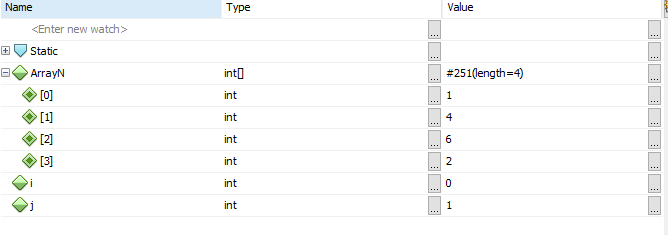 Name Type Value
<Enter new watch> ...
Static ...
ArrayN int[] ... #251(length=4)
[0] int ... 1
[1] int ... 4
[2] int ... 6
[3] int ... 2
i int ... 0
j int ... 1